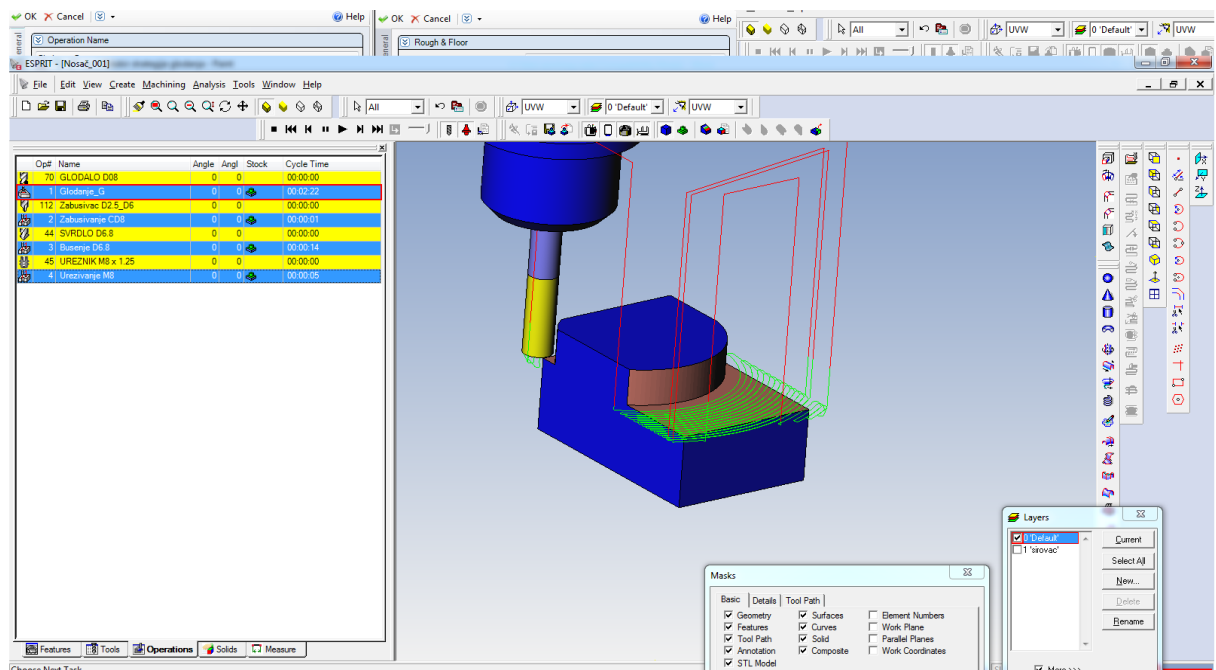 OK Cancel Help OK Cancel Help
All UVW 0 'Default' UVW
Operation Name Rough & Floor
ESPRIT - [Nosač_001]
File Edit View Create Machining Analysis Tools Window Help
All UVW 0 'Default' UVW
Op# Name Angle Angl Stock Cycle Time
70 GLODALO D08 0 0 00:00:00
1 Glodanje_G 0 0 00:02:22
112 Zabusivac D2.5_D6 0 0 00:00:00
2 Zabusivanje CD8 0 0 00:00:01
44 SVRDLO D6.8 0 0 00:00:00
3 Busenje D6.8 0 0 00:00:14
45 UREZNIK M8 x 1.25 0 0 00:00:00
4 Urezivanje M8 0 0 00:00:05
Layers
0 'Default' Current
1 'sirovac'
Select All
New...
Delete
Rename
More >>>
Masks
Basic Details Tool Path
Geometry Surfaces Element Numbers
Features Curves Work Plane
Tool Path Solid Parallel Planes
Annotation Composite Work Coordinates
STL Model
Features Tools Operations Solids Measure
Choose Next Task